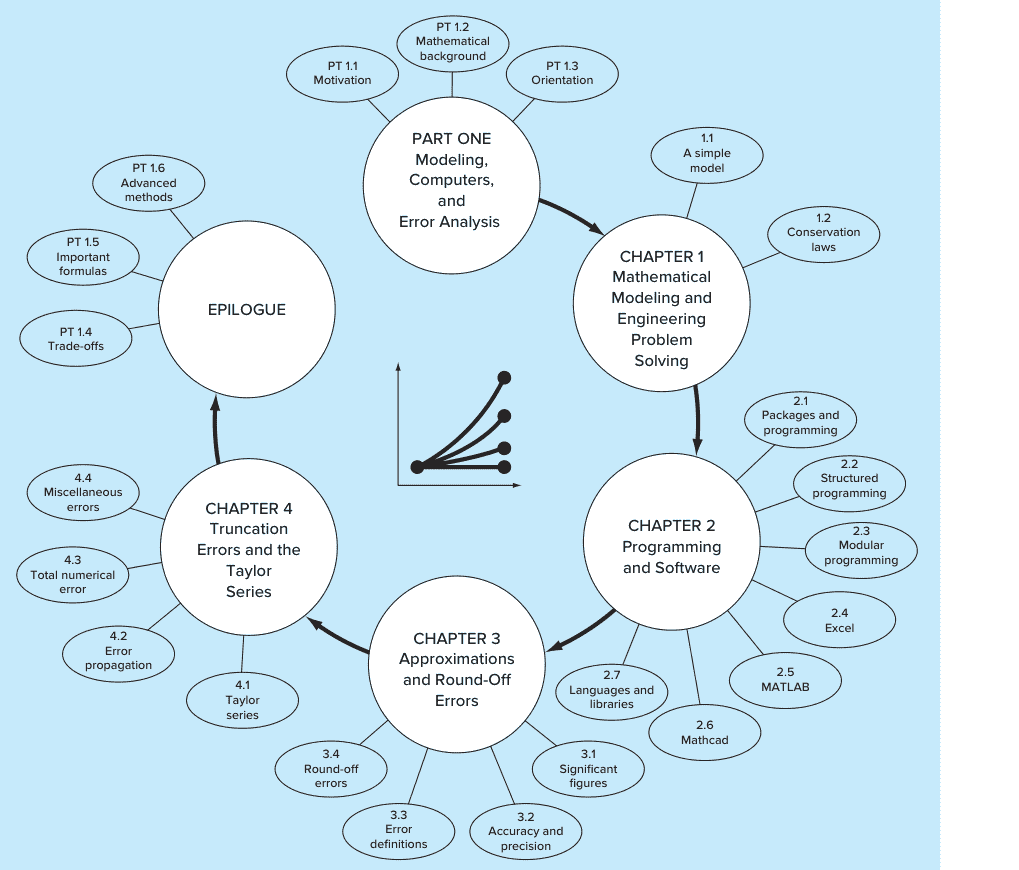 PT 1.1
Motivation
PT 1.2
Mathematical
background
PT 1.3
Orientation
PART ONE
Modeling,
Computers,
and
Error Analysis
1.1
A simple
model
1.2
Conservation
laws
CHAPTER 1
Mathematical
Modeling and
Engineering
Problem
Solving
2.1
Packages and
programming
2.2
Structured
programming
2.3
Modular
programming
2.4
Excel
2.5
MATLAB
2.6
Mathcad
2.7
Languages and
libraries
CHAPTER 2
Programming
and Software
3.1
Significant
figures
3.2
Accuracy and
precision
3.3
Error
definitions
3.4
Round-off
errors
CHAPTER 3
Approximations
and Round-Off
Errors
4.1
Taylor
series
4.2
Error
propagation
4.3
Total numerical
error
4.4
Miscellaneous
errors
CHAPTER 4
Truncation
Errors and the
Taylor
Series
PT 1.4
Trade-offs
PT 1.5
Important
formulas
PT 1.6
Advanced
methods
EPILOGUE